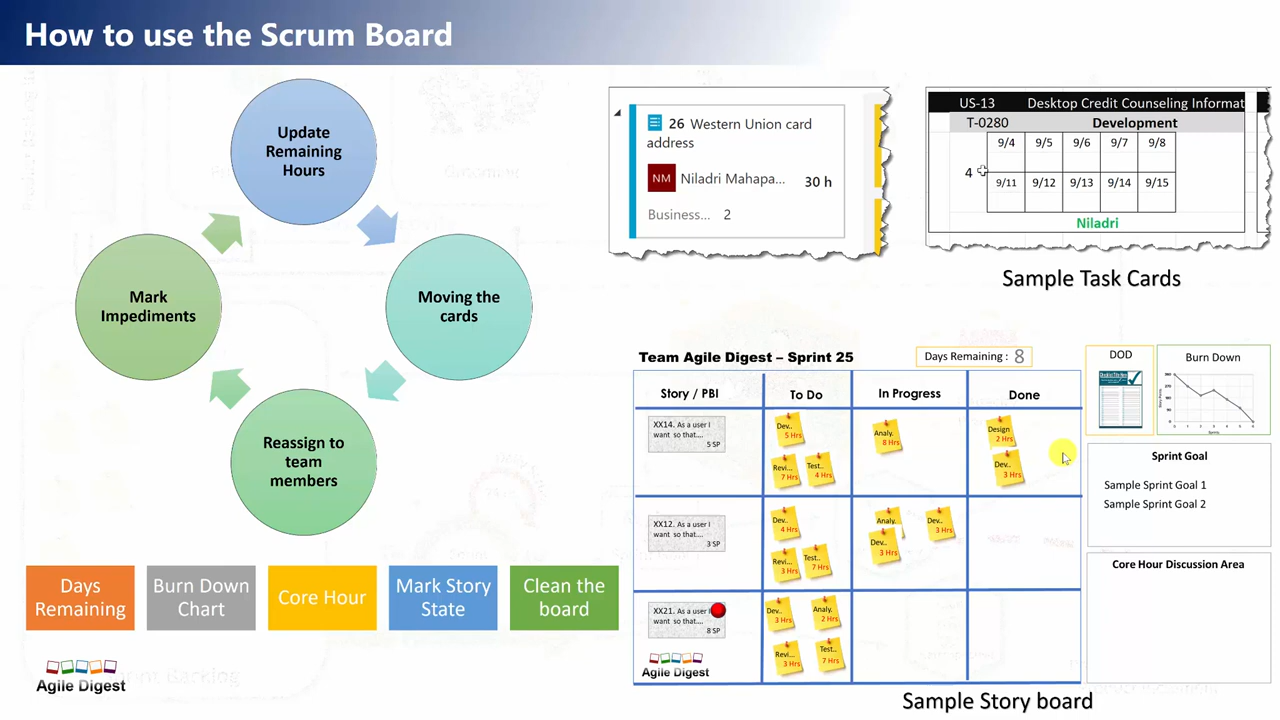 How to use the Scrum Board
Update
Remaining
Hours
Moving the
cards
Reassign to
team
members
Mark
Impediments
Days
Remaining
Burn Down
Chart
Core Hour
Mark Story
State
Clean the
board
Agile Digest
26 Western Union card
address
NM Niladri Mahapa... 30 h
Business... 2
US-13 Desktop Credit Counseling Informat
T-0280 Development
9/4 9/5 9/6 9/7 9/8
4
9/11 9/12 9/13 9/14 9/15
Niladri
Sample Task Cards
Team Agile Digest – Sprint 25
Days Remaining : 8
Story / PBI To Do In Progress Done
XX14. As a user I
want so that....
5 SP
Dev..
5 Hrs
Revi...
7 Hrs
Test..
4 Hrs
Analy.
8 Hrs
Design
2 Hrs
Dev..
3 Hrs
XX12. As a user I
want so that....
3 SP
Dev..
4 Hrs
Revi...
3 Hrs
Test..
7 Hrs
Analy.
Dev..
3 Hrs
Dev..
3 Hrs
XX21. As a user I
want so that....
8 SP
Dev..
3 Hrs
Analy.
2 Hrs
Revi...
3 Hrs
Test..
7 Hrs
Agile Digest
DOD
Burn Down
Sprint Goal
Sample Sprint Goal 1
Sample Sprint Goal 2
Core Hour Discussion Area
Sample Story board